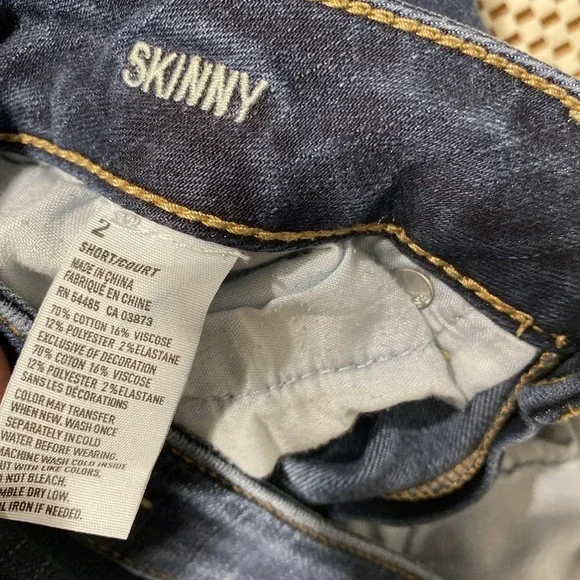 SKINNY
2
SHORT/COURT
MADE IN CHINA
FABRIQUÉ EN CHINE
RN 54485 CA 03873
70% COTTON 16% VISCOSE
12% POLYESTER 2% ELASTANE
EXCLUSIVE OF DECORATION
70% COTON 16% VISCOSE
12% POLYESTER 2% ELASTANE
SANS LES DÉCORATIONS
COLOR MAY TRANSFER
WHEN NEW. WASH ONCE
SEPARATELY IN COLD
WATER BEFORE WEARING.
MACHINE WASH COLD INSIDE
OUT WITH LIKE COLORS.
DO NOT BLEACH.
TUMBLE DRY LOW.
IRON IF NEEDED.